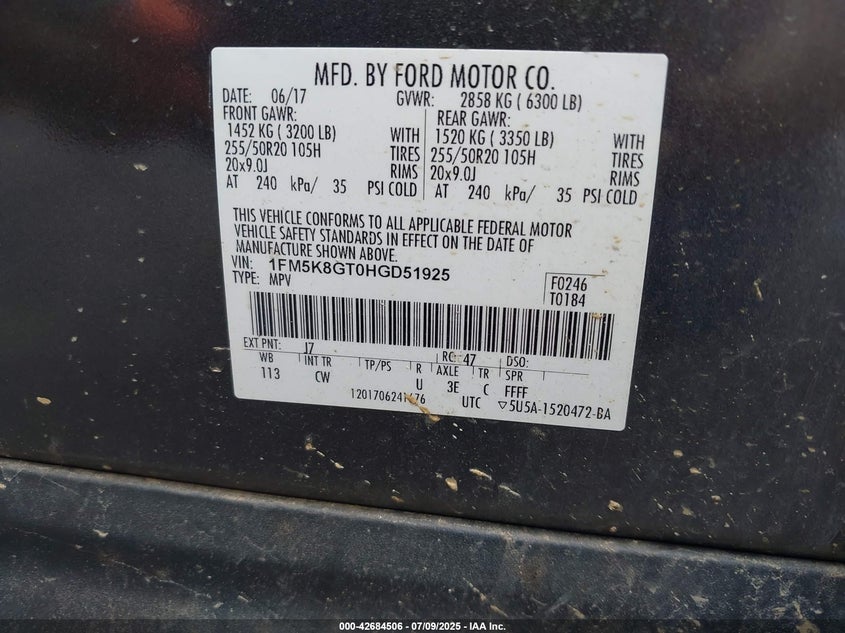 MFD. BY FORD MOTOR CO.
DATE: 06/17 GVWR: 2858 KG ( 6300 LB)
FRONT GAWR: REAR GAWR:
1452 KG ( 3200 LB) WITH 1520 KG ( 3350 LB) WITH
255/50R20 105H TIRES 255/50R20 105H TIRES
20x9.0J RIMS 20x9.0J RIMS
AT 240 kPa/ 35 PSI COLD AT 240 kPa/ 35 PSI COLD
THIS VEHICLE CONFORMS TO ALL APPLICABLE FEDERAL MOTOR
VEHICLE SAFETY STANDARDS IN EFFECT ON THE DATE OF
MANUFACTURE SHOWN ABOVE.
VIN: 1FM5K8GT0HGD51925
TYPE: MPV
F0246
T0184
EXT PNT: J7 RC: 47 DSO:
WB INT TR TP/PS R AXLE TR SPR
113 CW U 3E C FFFF
UTC ▽5U5A-1520472-BA
000-42684506 | 07/09/2025 - IAA Inc.